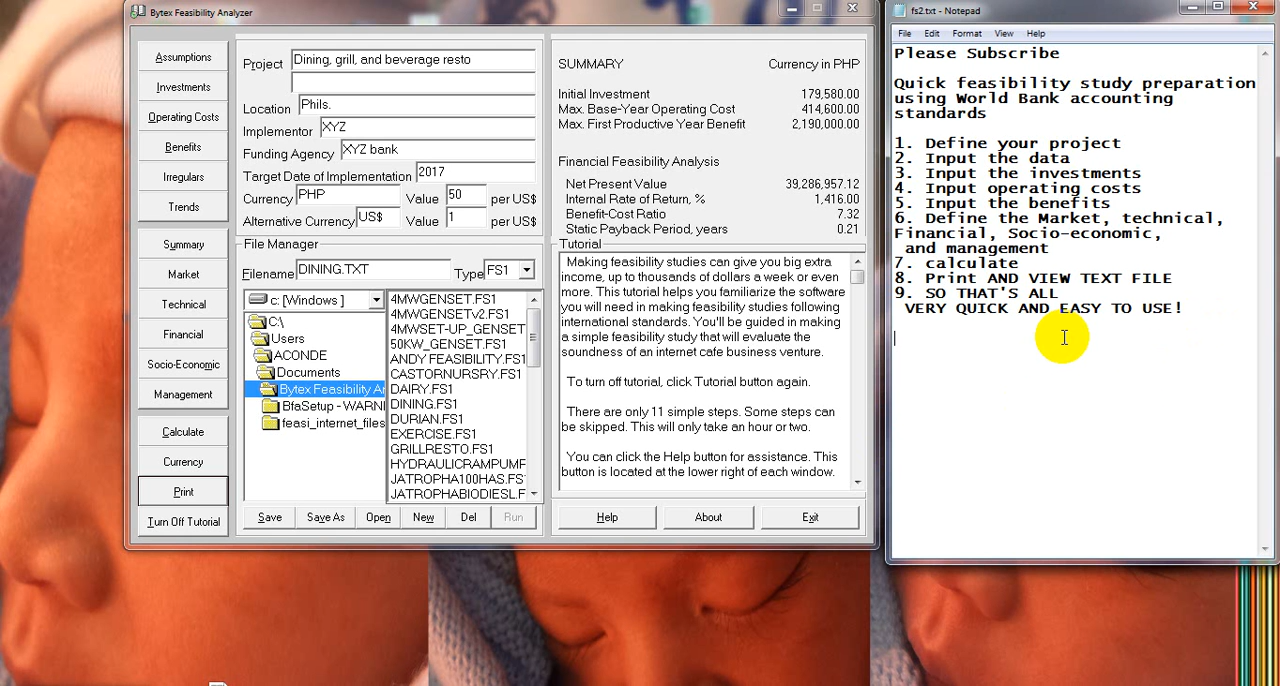 Bytex Feasibility Analyzer
Assumptions
Investments
Operating Costs
Benefits
Irregulars
Trends
Summary
Market
Technical
Financial
Socio-Economic
Management
Calculate
Currency
Print
Turn Off Tutorial
Project Dining, grill, and beverage resto
Location Phils.
Implementor XYZ
Funding Agency XYZ bank
Target Date of Implementation 2017
Currency PHP Value 50 per US$
Alternative Currency US$ Value 1 per US$
File Manager
Filename DINING.TXT Type FS1
c: [Windows ]
C:\
Users
ACONDE
Documents
Bytex Feasibility Ar
BfaSetup - WARNI
feasi_internet_files
4MWGENSET.FS1
4MWGENSETv2.FS1
4MWSET-UP_GENSET
50KW_GENSET.FS1
ANDY FEASIBILITY.FS1
CASTORNURSRY.FS1
DAIRY.FS1
DINING.FS1
DURIAN.FS1
EXERCISE.FS1
GRILLRESTO.FS1
HYDRAULICRAMPUMF
JATROPHA100HAS.FS
JATROPHABIODIESL.F
Save
Save As
Open
New
Del
Run
SUMMARY Currency in PHP
Initial Investment 179,580.00
Max. Base-Year Operating Cost 414,600.00
Max. First Productive Year Benefit 2,190,000.00
Financial Feasibility Analysis
Net Present Value 39,286,957.12
Internal Rate of Return, % 1,416.00
Benefit-Cost Ratio 7.32
Static Payback Period, years 0.21
Tutorial
Making feasibility studies can give you big extra
income, up to thousands of dollars a week or even
more. This tutorial helps you familiarize the software
you will need in making feasibility studies following
international standards. You'll be guided in making
a simple feasibility study that will evaluate the
soundness of an internet cafe business venture.
To turn off tutorial, click Tutorial button again.
There are only 11 simple steps. Some steps can
be skipped. This will only take an hour or two.
You can click the Help button for assistance. This
button is located at the lower right of each window.
Help
About
Exit
fs2.txt - Notepad
File Edit Format View Help
Please Subscribe
Quick feasibility study preparation
using World Bank accounting
standards
1. Define your project
2. Input the data
3. Input the investments
4. Input operating costs
5. Input the benefits
6. Define the Market, technical,
Financial, Socio-economic,
and management
7. calculate
8. Print AND VIEW TEXT FILE
9. SO THAT'S ALL
VERY QUICK AND EASY TO USE!